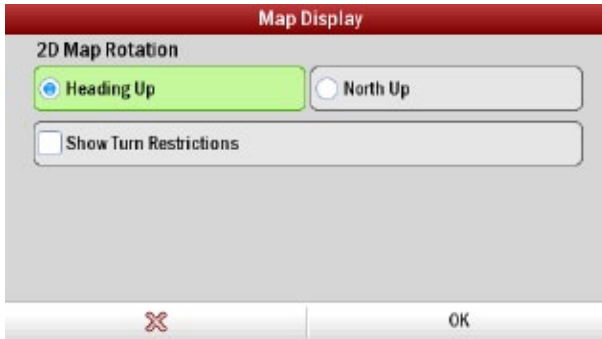 Map Display
2D Map Rotation
Heading Up
North Up
Show Turn Restrictions
OK